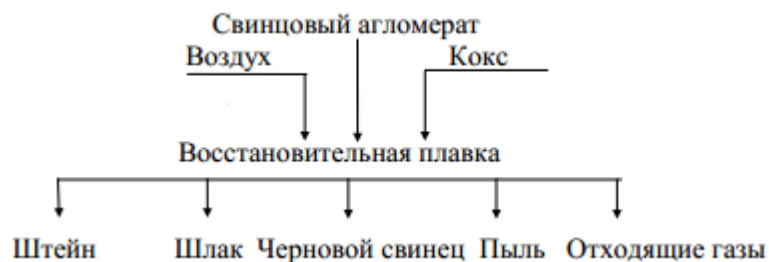 Свинцовый агломерат
Воздух Кокс
Восстановительная плавка
Штейн Шлак Черновой свинец Пыль Отходящие газы